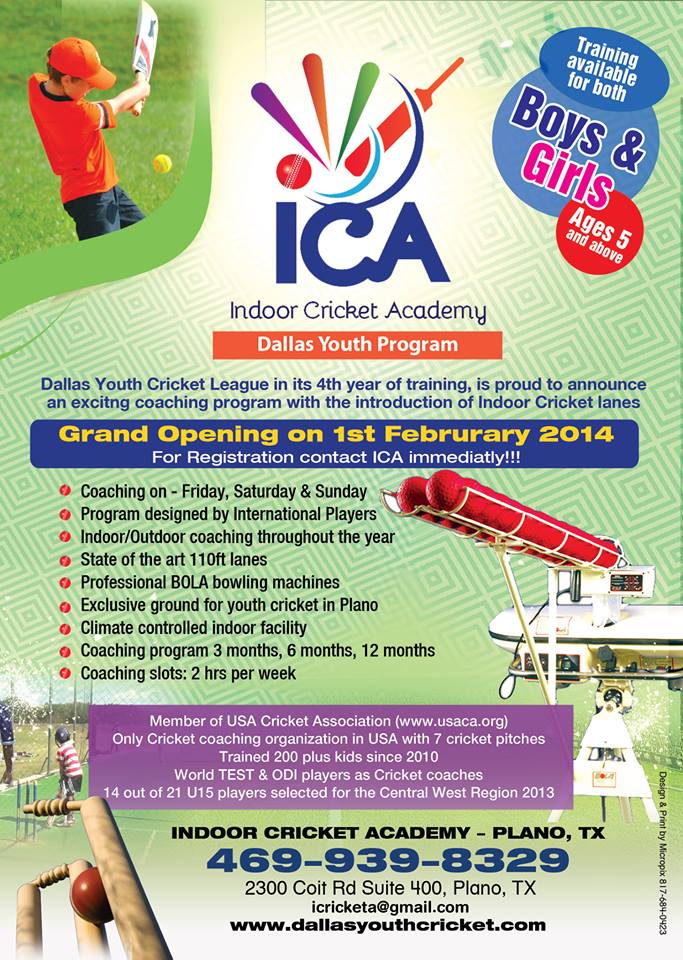 Training
available
for both
Boys &
Girls
Ages 5
and above
ICA
Indoor Cricket Academy
Dallas Youth Program
Dallas Youth Cricket League in its 4th year of training, is proud to announce
an excitng coaching program with the introduction of Indoor Cricket lanes
Grand Opening on 1st Februrary 2014
For Registration contact ICA immediatly!!!
Coaching on - Friday, Saturday & Sunday
Program designed by International Players
Indoor/Outdoor coaching throughout the year
State of the art 110ft lanes
Professional BOLA bowling machines
Exclusive ground for youth cricket in Plano
Climate controlled indoor facility
Coaching program 3 months, 6 months, 12 months
Coaching slots: 2 hrs per week
BOLA
Member of USA Cricket Association (www.usaca.org)
Only Cricket coaching organization in USA with 7 cricket pitches
Trained 200 plus kids since 2010
World TEST & ODI players as Cricket coaches
14 out of 21 U15 players selected for the Central West Region 2013
INDOOR CRICKET ACADEMY - PLANO, TX
469-939-8329
2300 Coit Rd Suite 400, Plano, TX
icricketa@gmail.com
www.dallasyouthcricket.com
Design & Print by Micropix 817-684-0423